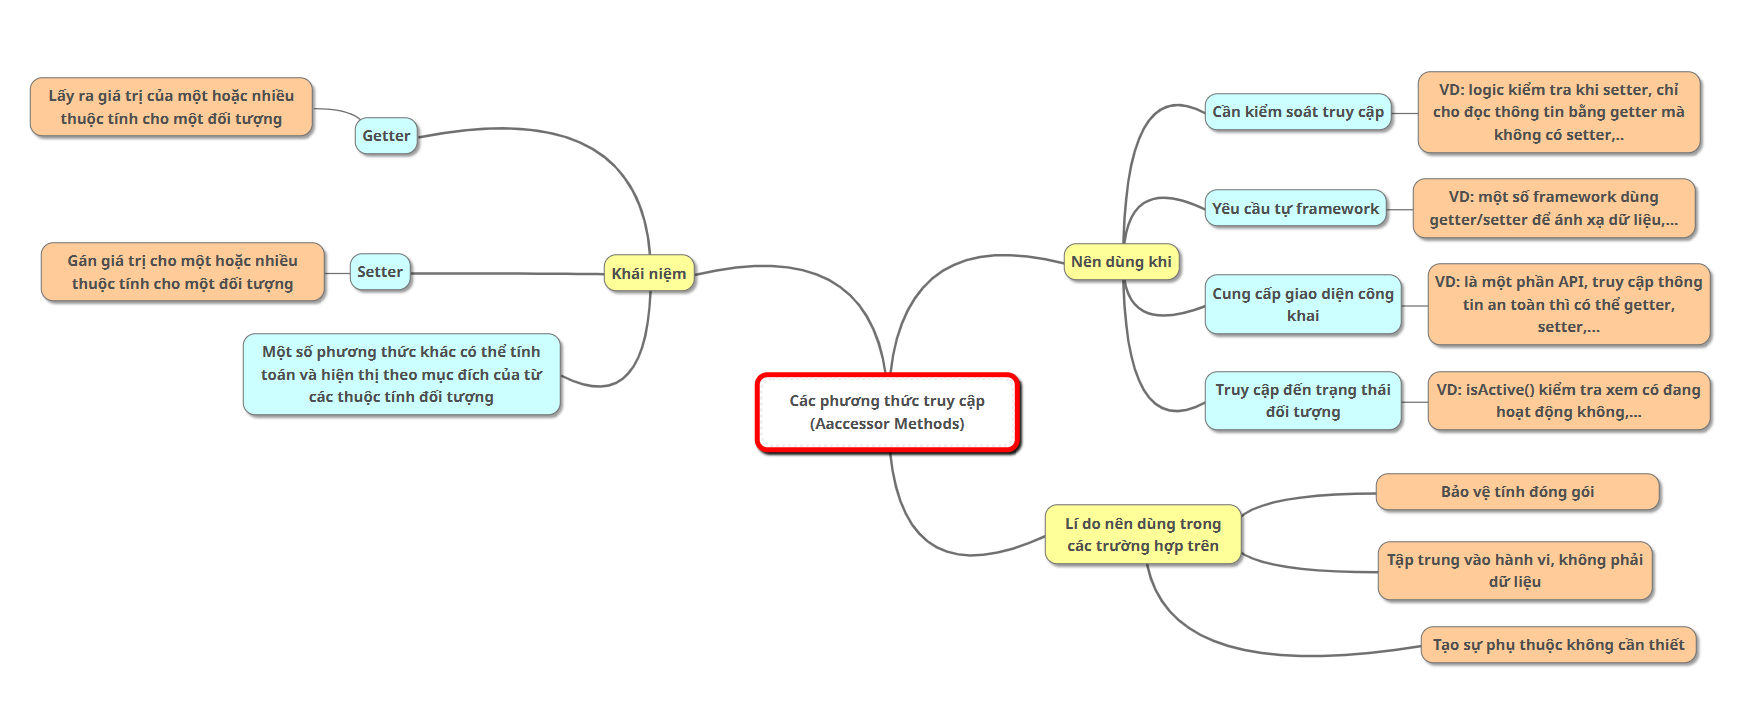 Các phương thức truy cập
(Aaccessor Methods)
Khái niệm
Getter
Lấy ra giá trị của một hoặc nhiều
thuộc tính cho một đối tượng
Setter
Gán giá trị cho một hoặc nhiều
thuộc tính cho một đối tượng
Một số phương thức khác có thể tính
toán và hiện thị theo mục đích của từ
các thuộc tính đối tượng
Nên dùng khi
Cần kiểm soát truy cập
VD: logic kiểm tra khi setter, chỉ
cho đọc thông tin bằng getter mà
không có setter,..
Yêu cầu tự framework
VD: một số framework dùng
getter/setter để ánh xạ dữ liệu,...
Cung cấp giao diện công
khai
VD: là một phần API, truy cập thông
tin an toàn thì có thể getter,
setter,...
Truy cập đến trạng thái
đối tượng
VD: isActive() kiểm tra xem có đang
hoạt động không,...
Lí do nên dùng trong
các trường hợp trên
Bảo vệ tính đóng gói
Tập trung vào hành vi, không phải
dữ liệu
Tạo sự phụ thuộc không cần thiết